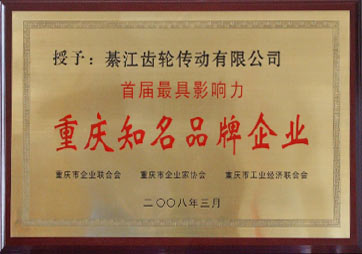 授予：綦江齿轮传动有限公司
首届最具影响力
重庆知名品牌企业
重庆市企业联合会 重庆市企业家协会 重庆市工业经济联合会
二〇〇八年三月